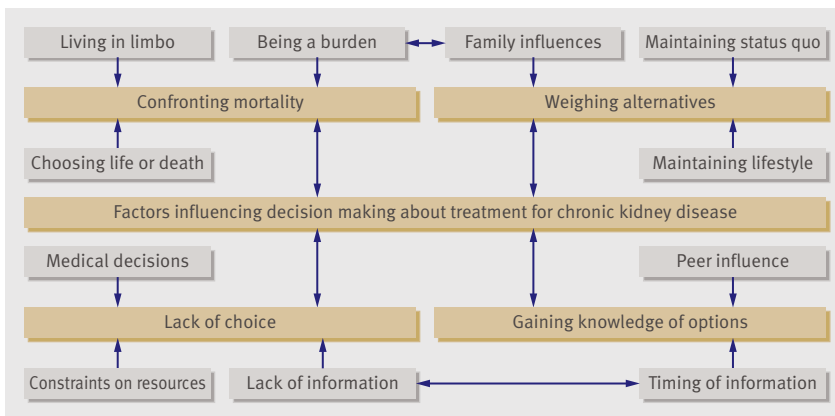 Living in limbo
Being a burden
Family influences
Maintaining status quo
Confronting mortality
Weighing alternatives
Choosing life or death
Maintaining lifestyle
Factors influencing decision making about treatment for chronic kidney disease
Medical decisions
Peer influence
Lack of choice
Gaining knowledge of options
Constraints on resources
Lack of information
Timing of information